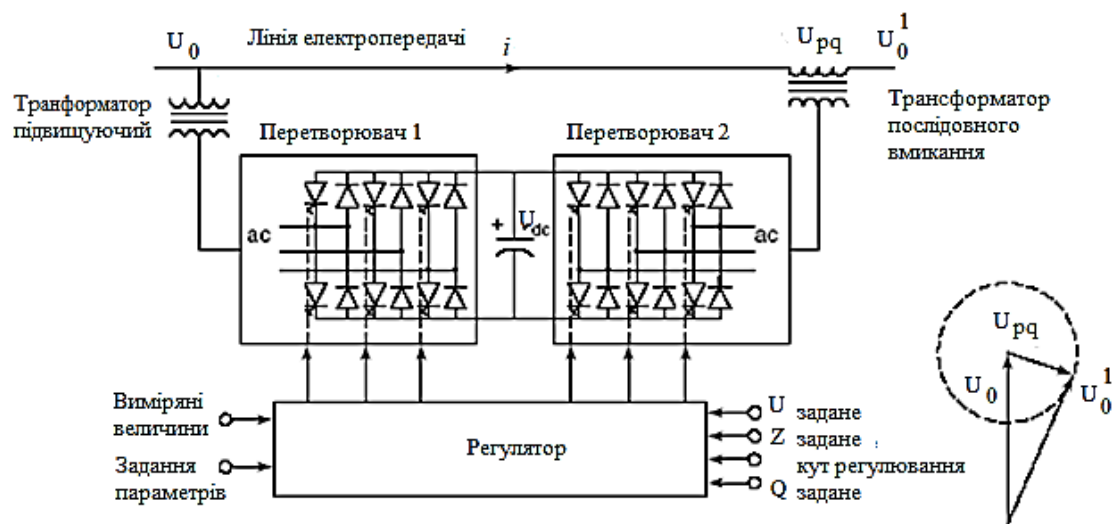 U0
Лінія електропередачі
i
Upq
U0^1
Транформатор
підвищуючий
Перетворювач 1
Перетворювач 2
Трансформатор
послідовного
вмикання
ac
+
Udc
ac
Upq
U0
U0^1
Виміряні
величини
Задання
параметрів
Регулятор
U задане
Z задане
кут регулювання
Q задане